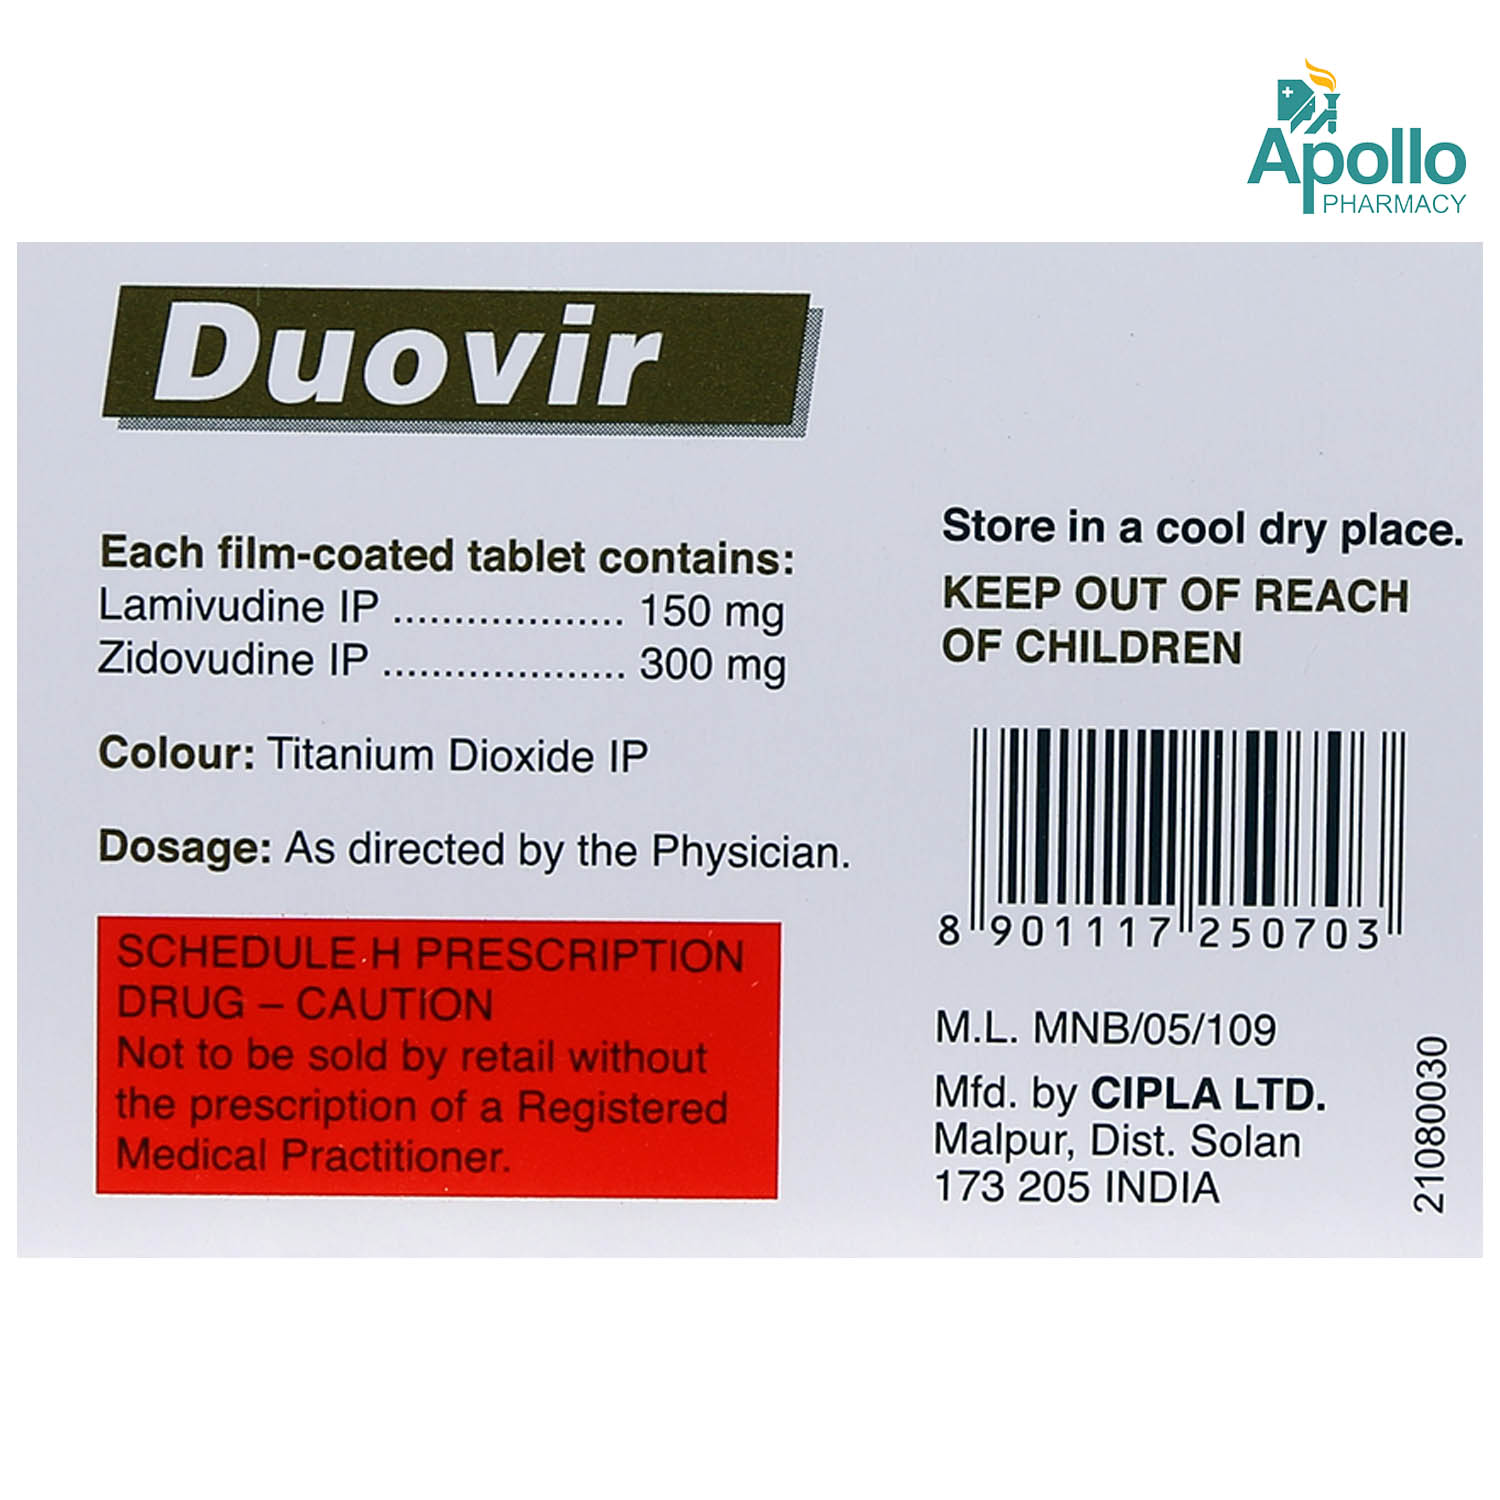 Apollo
PHARMACY
Duovir
Each film-coated tablet contains:
Lamivudine IP ................... 150 mg
Zidovudine IP .................... 300 mg
Colour: Titanium Dioxide IP
Dosage: As directed by the Physician.
SCHEDULE H PRESCRIPTION
DRUG – CAUTION
Not to be sold by retail without
the prescription of a Registered
Medical Practitioner.
Store in a cool dry place.
KEEP OUT OF REACH
OF CHILDREN
8 901117 250703
M.L. MNB/05/109
Mfd. by CIPLA LTD.
Malpur, Dist. Solan
173 205 INDIA
21080030